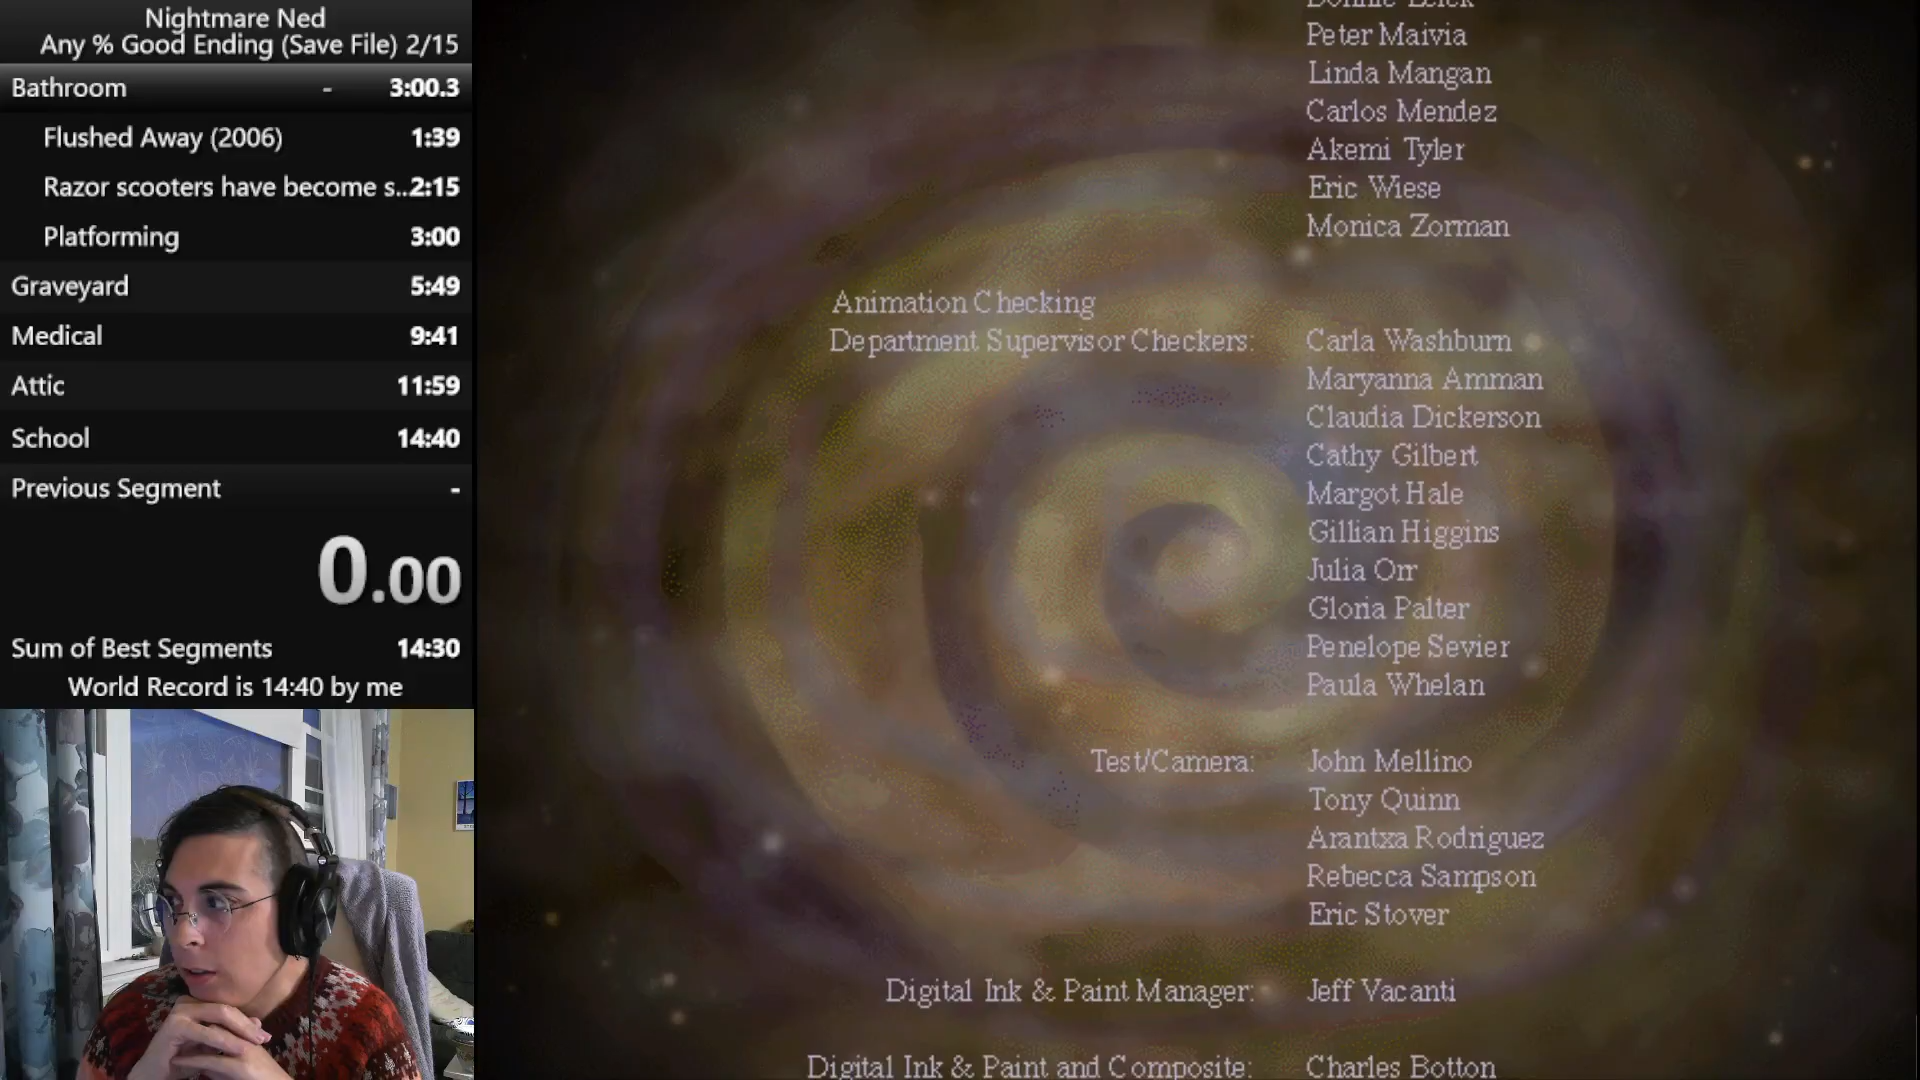 Nightmare Ned
Any % Good Ending (Save File) 2/15
Bathroom - 3:00.3
Flushed Away (2006) 1:39
Razor scooters have become s... 2:15
Platforming 3:00
Graveyard 5:49
Medical 9:41
Attic 11:59
School 14:40
Previous Segment -
0.00
Sum of Best Segments 14:30
World Record is 14:40 by me
Peter Maivia
Linda Mangan
Carlos Mendez
Akemi Tyler
Eric Wiese
Monica Zorman
Animation Checking
Department Supervisor Checkers: Carla Washburn
Maryanna Amman
Claudia Dickerson
Cathy Gilbert
Margot Hale
Gillian Higgins
Julia Orr
Gloria Palter
Penelope Sevier
Paula Whelan
Test/Camera: John Mellino
Tony Quinn
Arantxa Rodriguez
Rebecca Sampson
Eric Stover
Digital Ink & Paint Manager: Jeff Vacanti
Digital Ink & Paint and Composite: Charles Botton